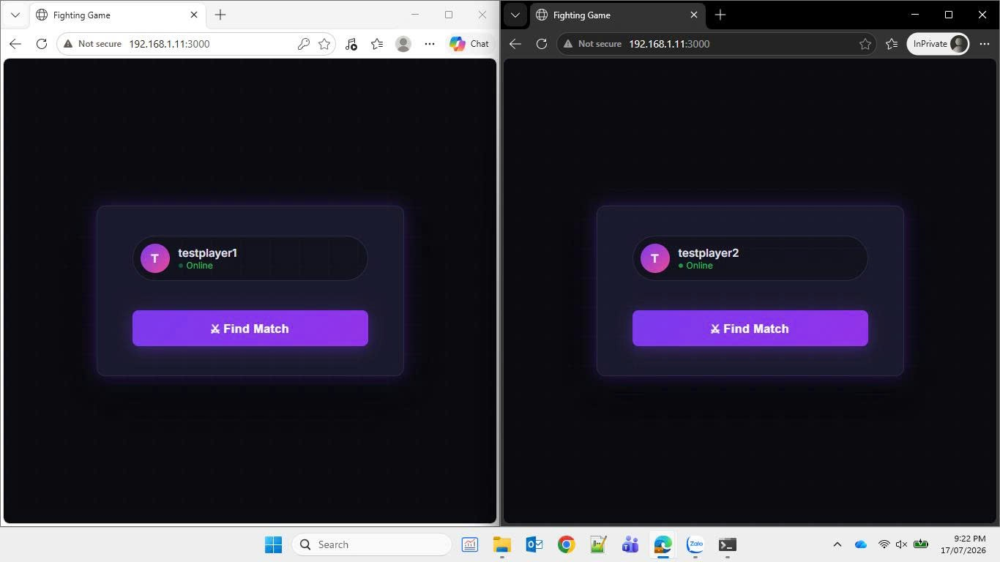 Fighting Game
Not secure 192.168.1.11:3000
Chat
T
testplayer1
Online
⚔ Find Match
Fighting Game
Not secure 192.168.1.11:3000
InPrivate
T
testplayer2
Online
⚔ Find Match
Search
Zalo
9:22 PM
17/07/2026